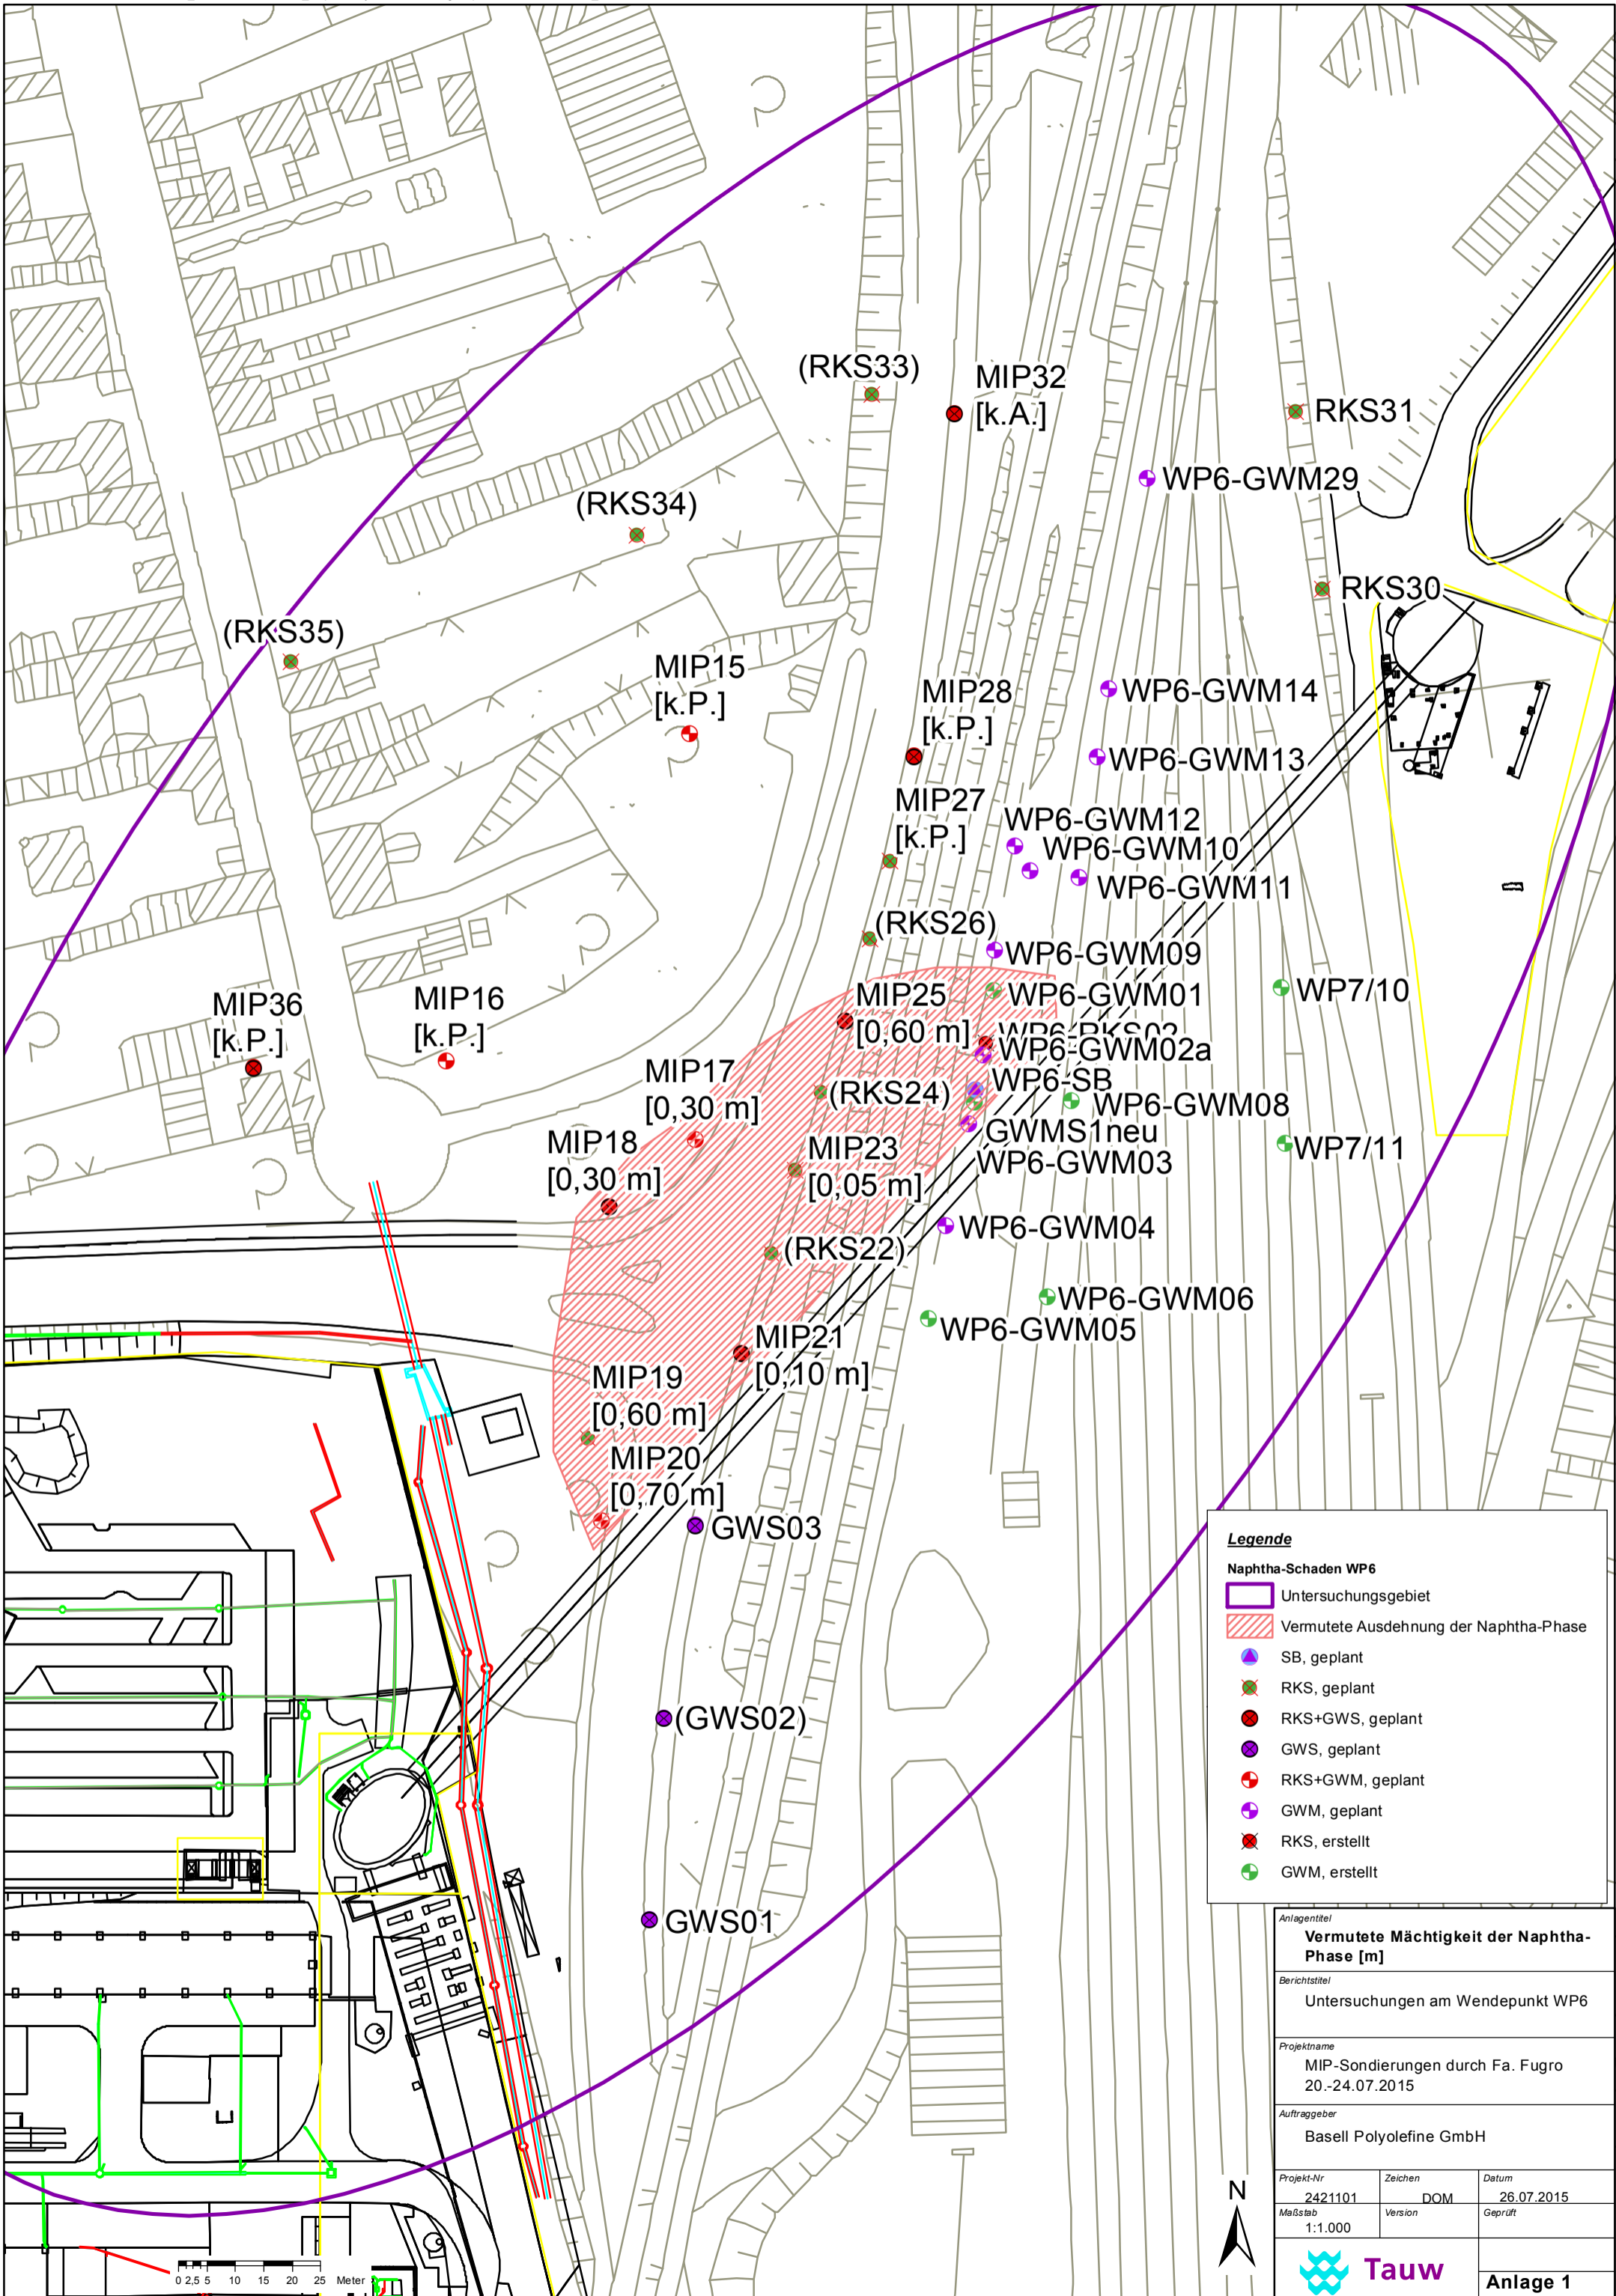 (RKS33)
MIP32
[k.A.]
RKS31
WP6-GWM29
(RKS34)
RKS30
(RKS35)
MIP15
[k.P.]
MIP28
[k.P.]
WP6-GWM14
WP6-GWM13
MIP27
[k.P.]
WP6-GWM12
WP6-GWM10
WP6-GWM11
(RKS26)
WP6-GWM09
MIP36
[k.P.]
MIP16
[k.P.]
MIP25
[0,60 m]
WP6-GWM01
WP7/10
WP6-RKS02
WP6-GWM02a
MIP17
[0,30 m]
(RKS24)
WP6-SB
WP6-GWM08
GWMS1neu
WP7/11
MIP18
[0,30 m]
MIP23
[0,05 m]
WP6-GWM03
WP6-GWM04
(RKS22)
WP6-GWM06
WP6-GWM05
MIP21
[0,10 m]
MIP19
[0,60 m]
MIP20
[0,70 m]
GWS03
(GWS02)
GWS01
Legende
Naphtha-Schaden WP6
Untersuchungsgebiet
Vermutete Ausdehnung der Naphtha-Phase
SB, geplant
RKS, geplant
RKS+GWS, geplant
GWS, geplant
RKS+GWM, geplant
GWM, geplant
RKS, erstellt
GWM, erstellt
Anlagentitel
Vermutete Mächtigkeit der Naphtha-
Phase [m]
Berichtstitel
Untersuchungen am Wendepunkt WP6
Projektname
MIP-Sondierungen durch Fa. Fugro
20.-24.07.2015
Auftraggeber
Basell Polyolefine GmbH
Projekt-Nr Zeichen Datum
2421101 DOM 26.07.2015
Maßstab Version Geprüft
1:1.000
Tauw
Anlage 1
N
0 2,5 5 10 15 20 25 Meter